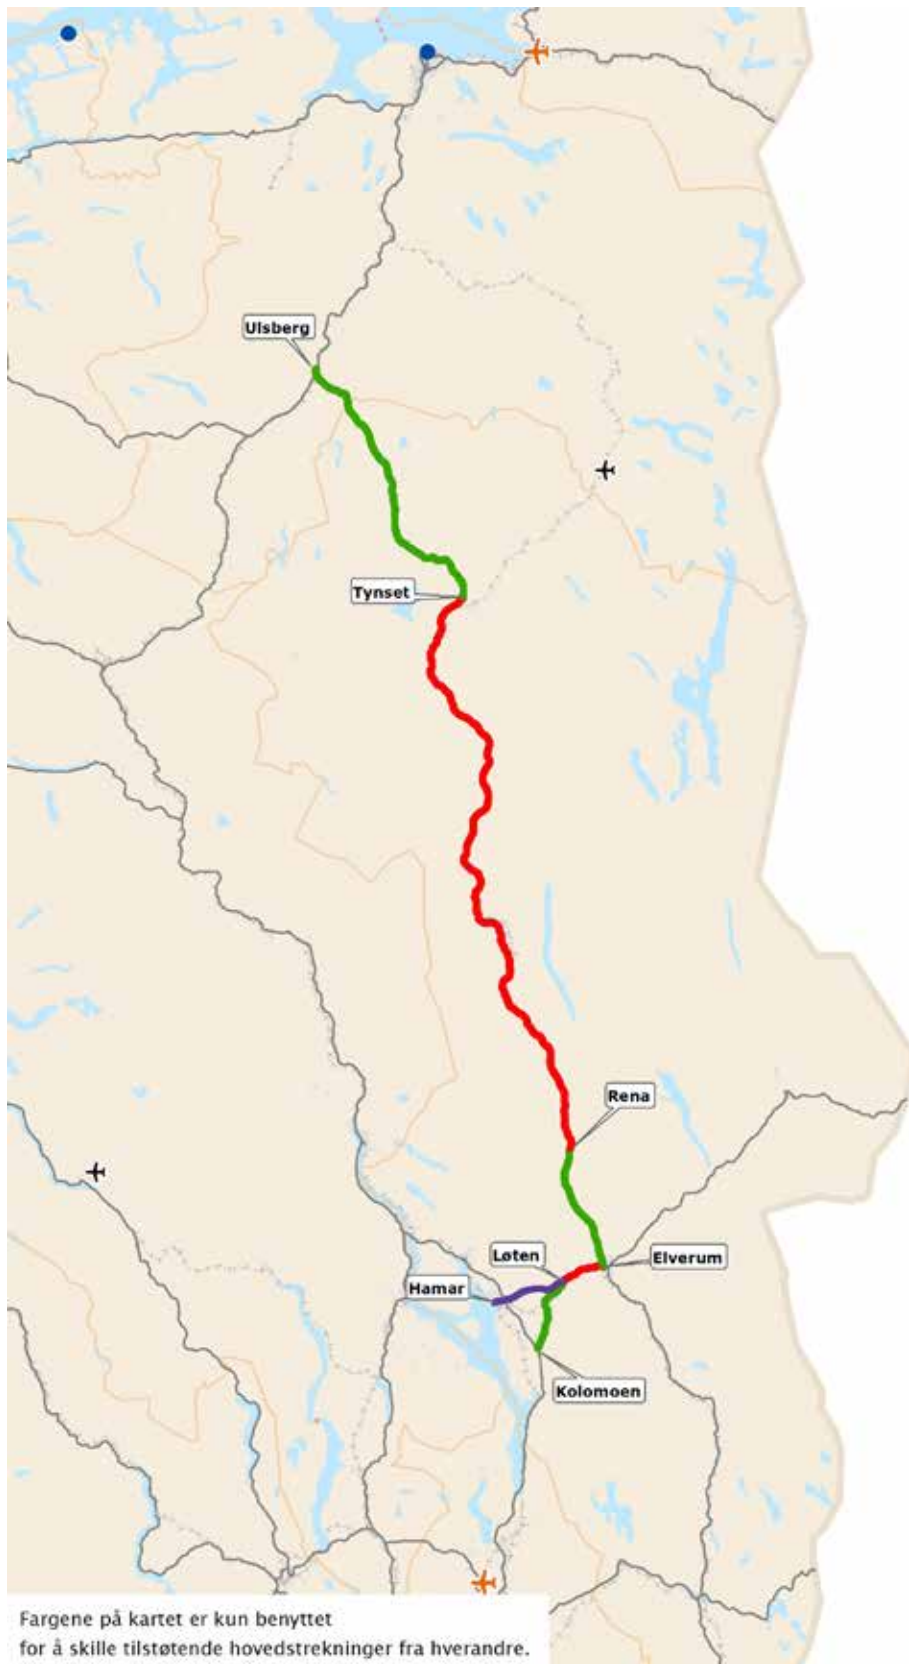 Ulsberg
Tynset
Rena
Løten
Elverum
Hamar
Kolomoen
Fargene på kartet er kun benyttet
for å skille tilstøtende hovedstrekninger fra hverandre.